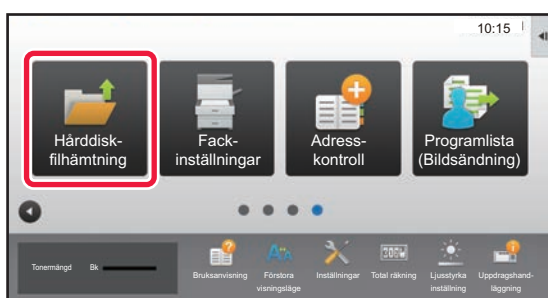 10:15
Hårddisk-
filhämtning
Fack-
inställningar
Adress-
kontroll
Programlista
(Bildsändning)
Tonermängd Bk
Bruksanvisning
Förstora
visningsläge
Inställningar
Total räkning
Ljusstyrka
inställning
Uppdragshand-
läggning